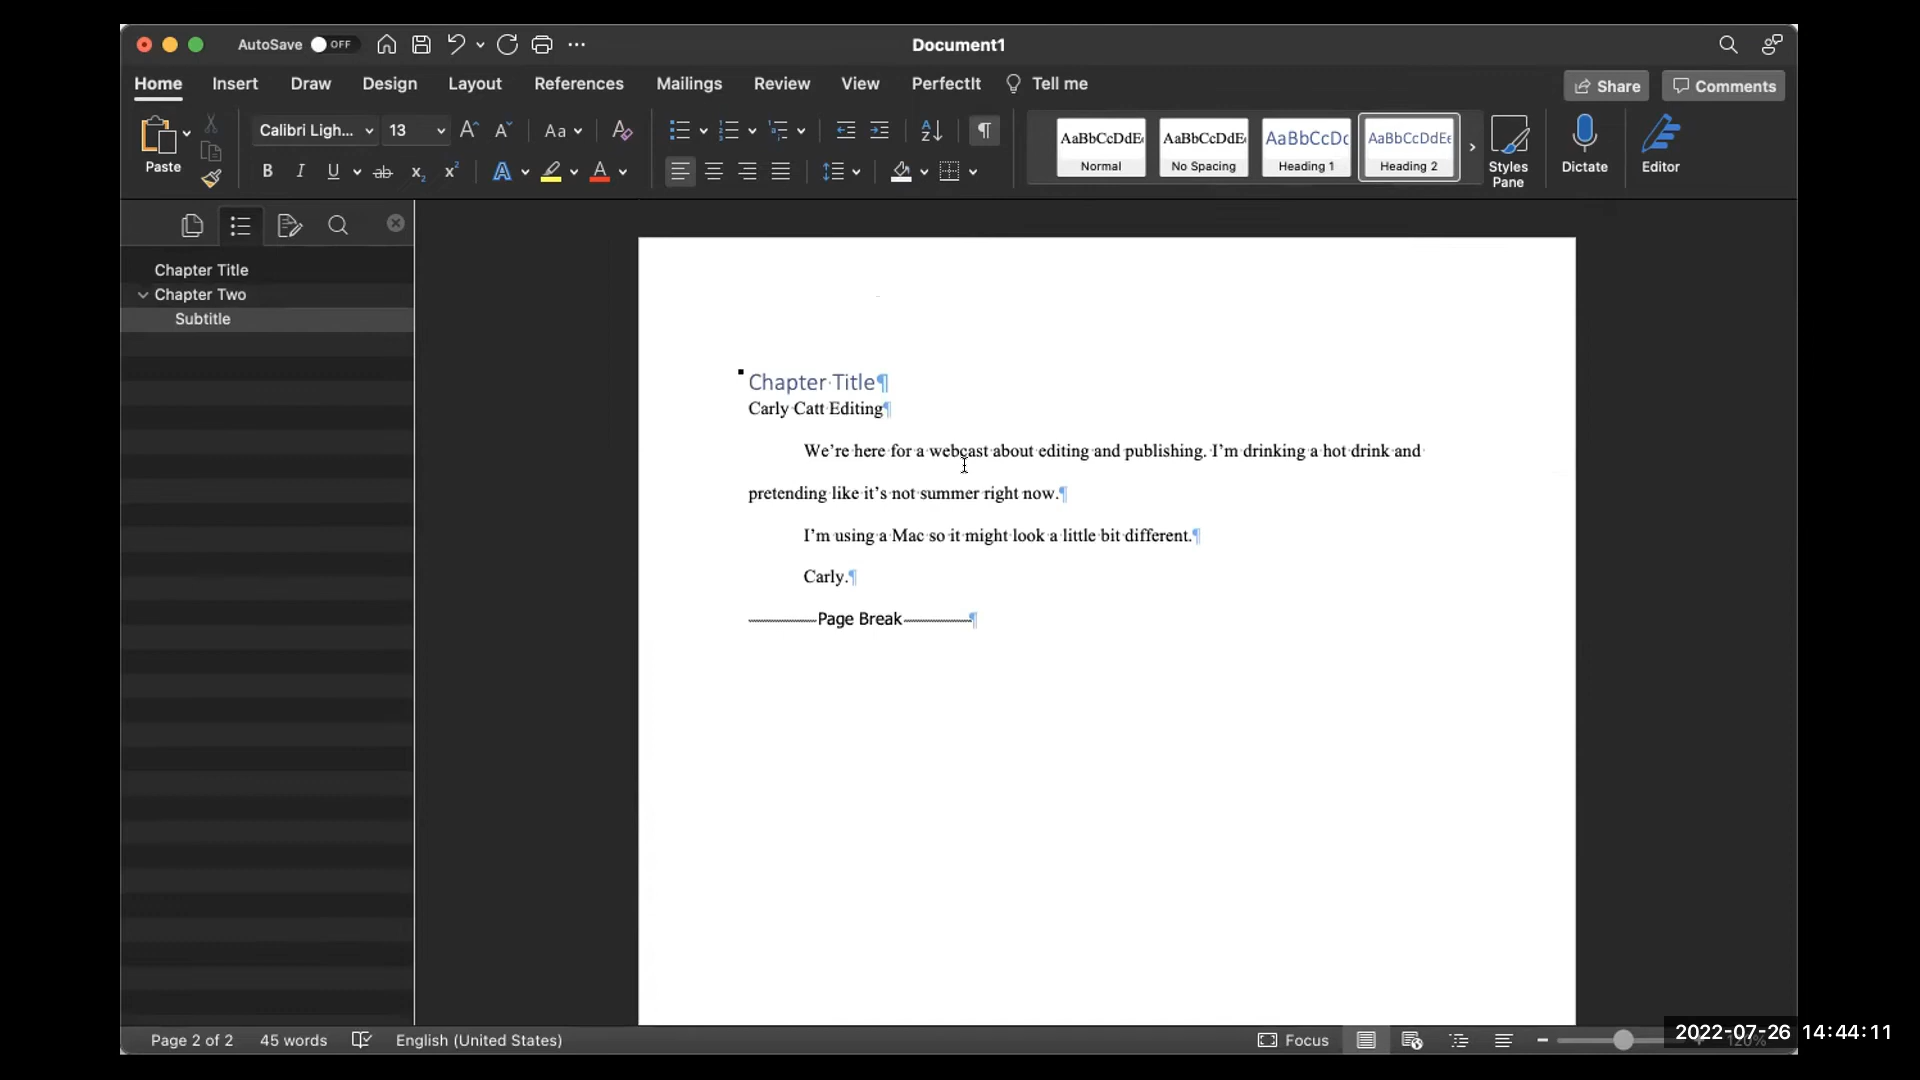 AutoSave OFF
Document1
Home Insert Draw Design Layout References Mailings Review View PerfectIt Tell me
Share Comments
Paste
Calibri Ligh... 13
AaBbCcDdE
Normal
AaBbCcDdE
No Spacing
AaBbCcDc
Heading 1
AaBbCcDdEe
Heading 2
Styles
Pane
Dictate
Editor
Chapter Title
Chapter Two
Subtitle
Chapter Title¶
Carly Catt Editing¶
We’re here for a webcast about editing and publishing. I’m drinking a hot drink and
pretending like it’s not summer right now.¶
I’m using a Mac so it might look a little bit different.¶
Carly.¶
Page Break¶
Page 2 of 2 45 words English (United States)
Focus
120%
2022-07-26 14:44:11